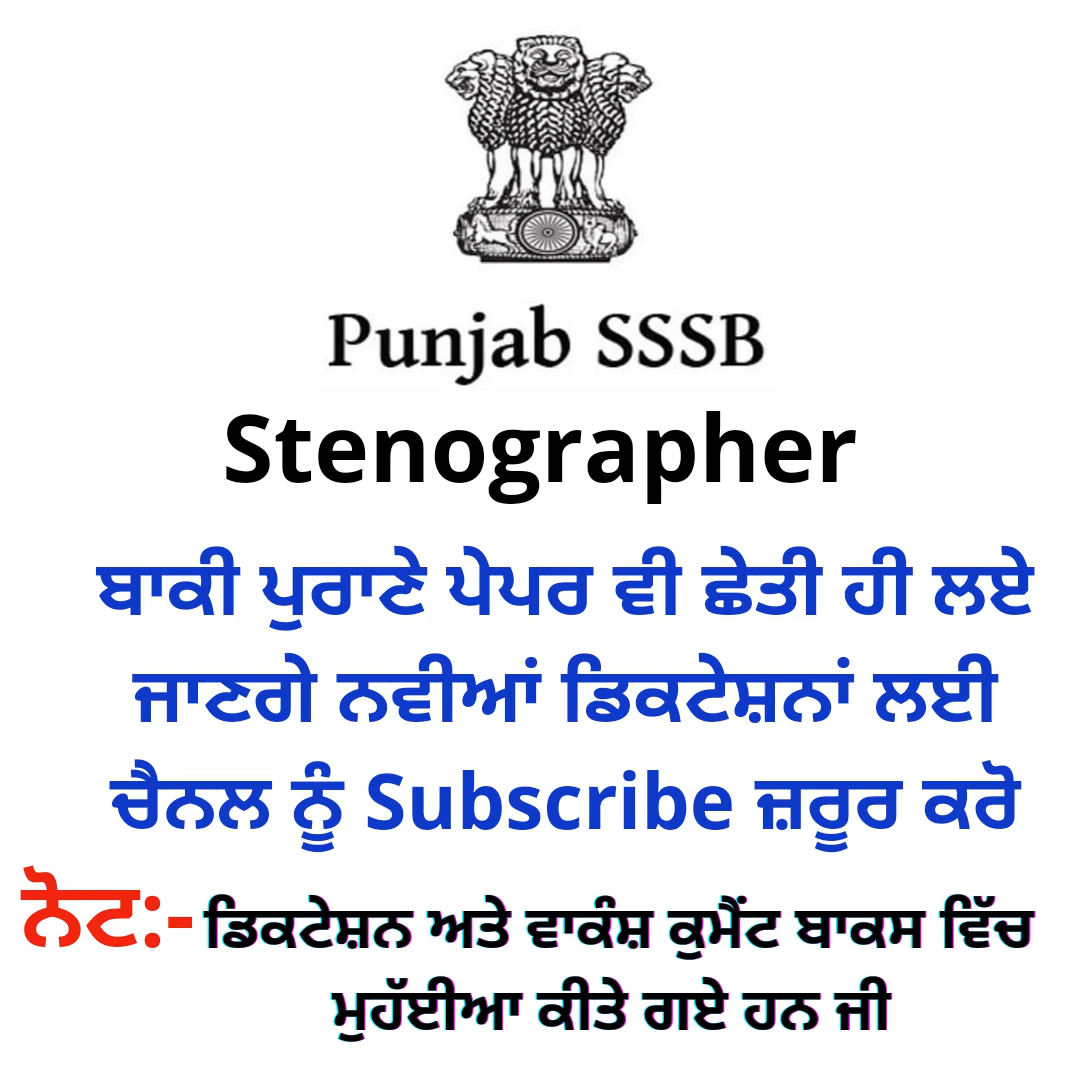 Punjab SSSB
Stenographer
ਬਾਕੀ ਪੁਰਾਣੇ ਪੇਪਰ ਵੀ ਛੇਤੀ ਹੀ ਲਏ
ਜਾਣਗੇ ਨਵੀਆਂ ਡਿਕਟੇਸ਼ਨਾਂ ਲਈ
ਚੈਨਲ ਨੂੰ Subscribe ਜ਼ਰੂਰ ਕਰੋ
ਨੋਟ:- ਡਿਕਟੇਸ਼ਨ ਅਤੇ ਵਾਕੰਸ਼ ਕੁਮੈਂਟ ਬਾਕਸ ਵਿੱਚ
ਮੁਹੱਈਆ ਕੀਤੇ ਗਏ ਹਨ ਜੀ